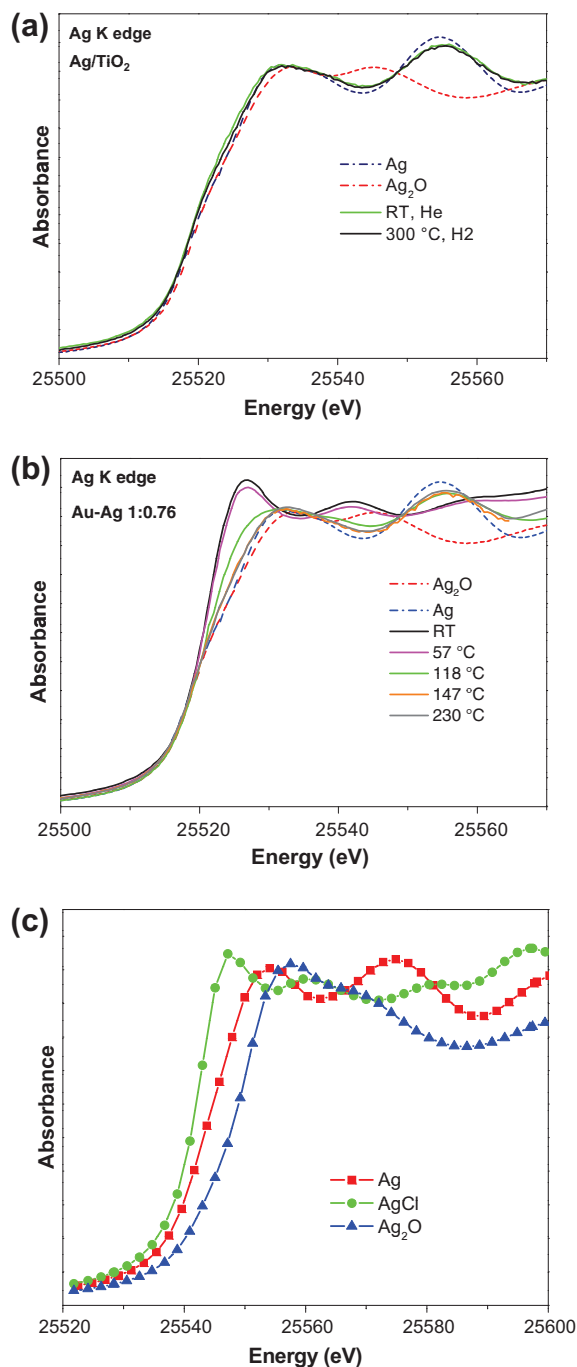 (a)
Ag K edge
Ag/TiO₂
Ag
Ag₂O
RT, He
300 °C, H2
Absorbance
25500 25520 25540 25560
Energy (eV)
(b)
Ag K edge
Au-Ag 1:0.76
Ag₂O
Ag
RT
57 °C
118 °C
147 °C
230 °C
Absorbance
25500 25520 25540 25560
Energy (eV)
(c)
Absorbance
Ag
AgCl
Ag₂O
25520 25540 25560 25580 25600
Energy (eV)